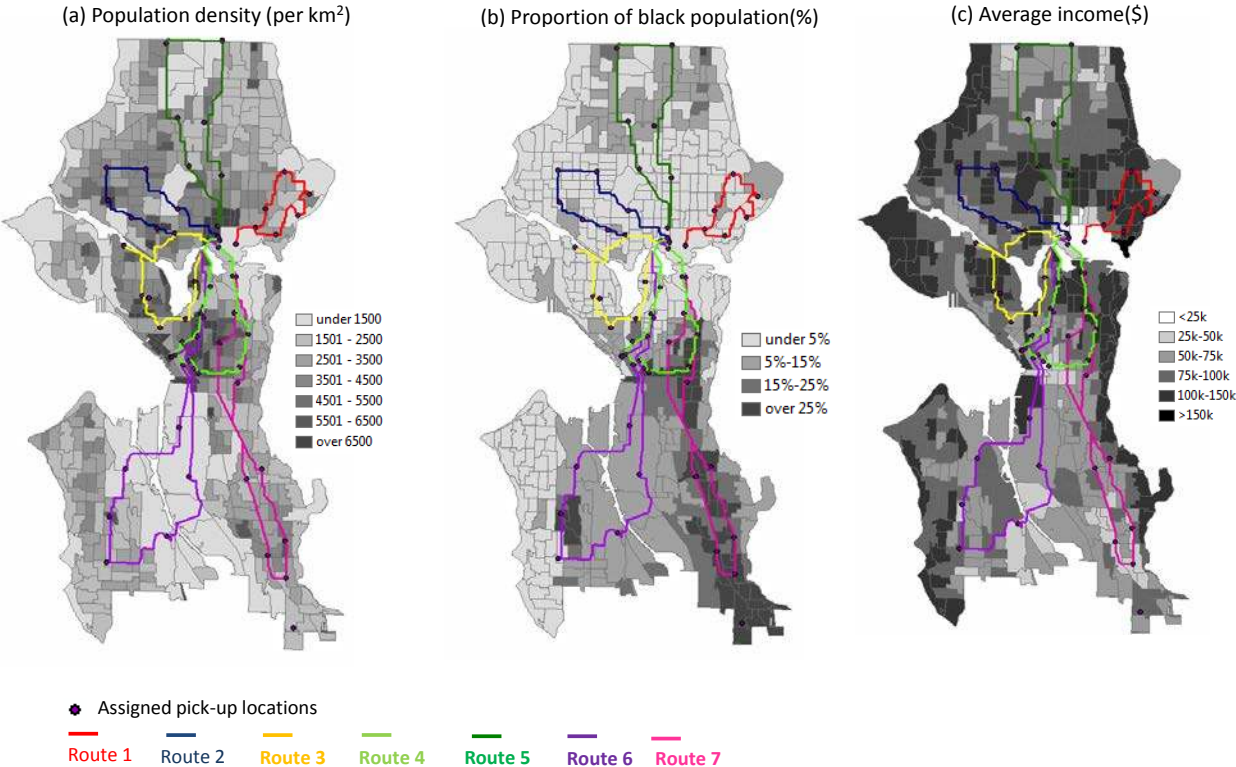 (a) Population density (per km²)
(b) Proportion of black population(%)
(c) Average income($)
under 1500
1501 - 2500
2501 - 3500
3501 - 4500
4501 - 5500
5501 - 6500
over 6500
under 5%
5%-15%
15%-25%
over 25%
<25k
25k-50k
50k-75k
75k-100k
100k-150k
>150k
Assigned pick-up locations
Route 1 Route 2 Route 3 Route 4 Route 5 Route 6 Route 7